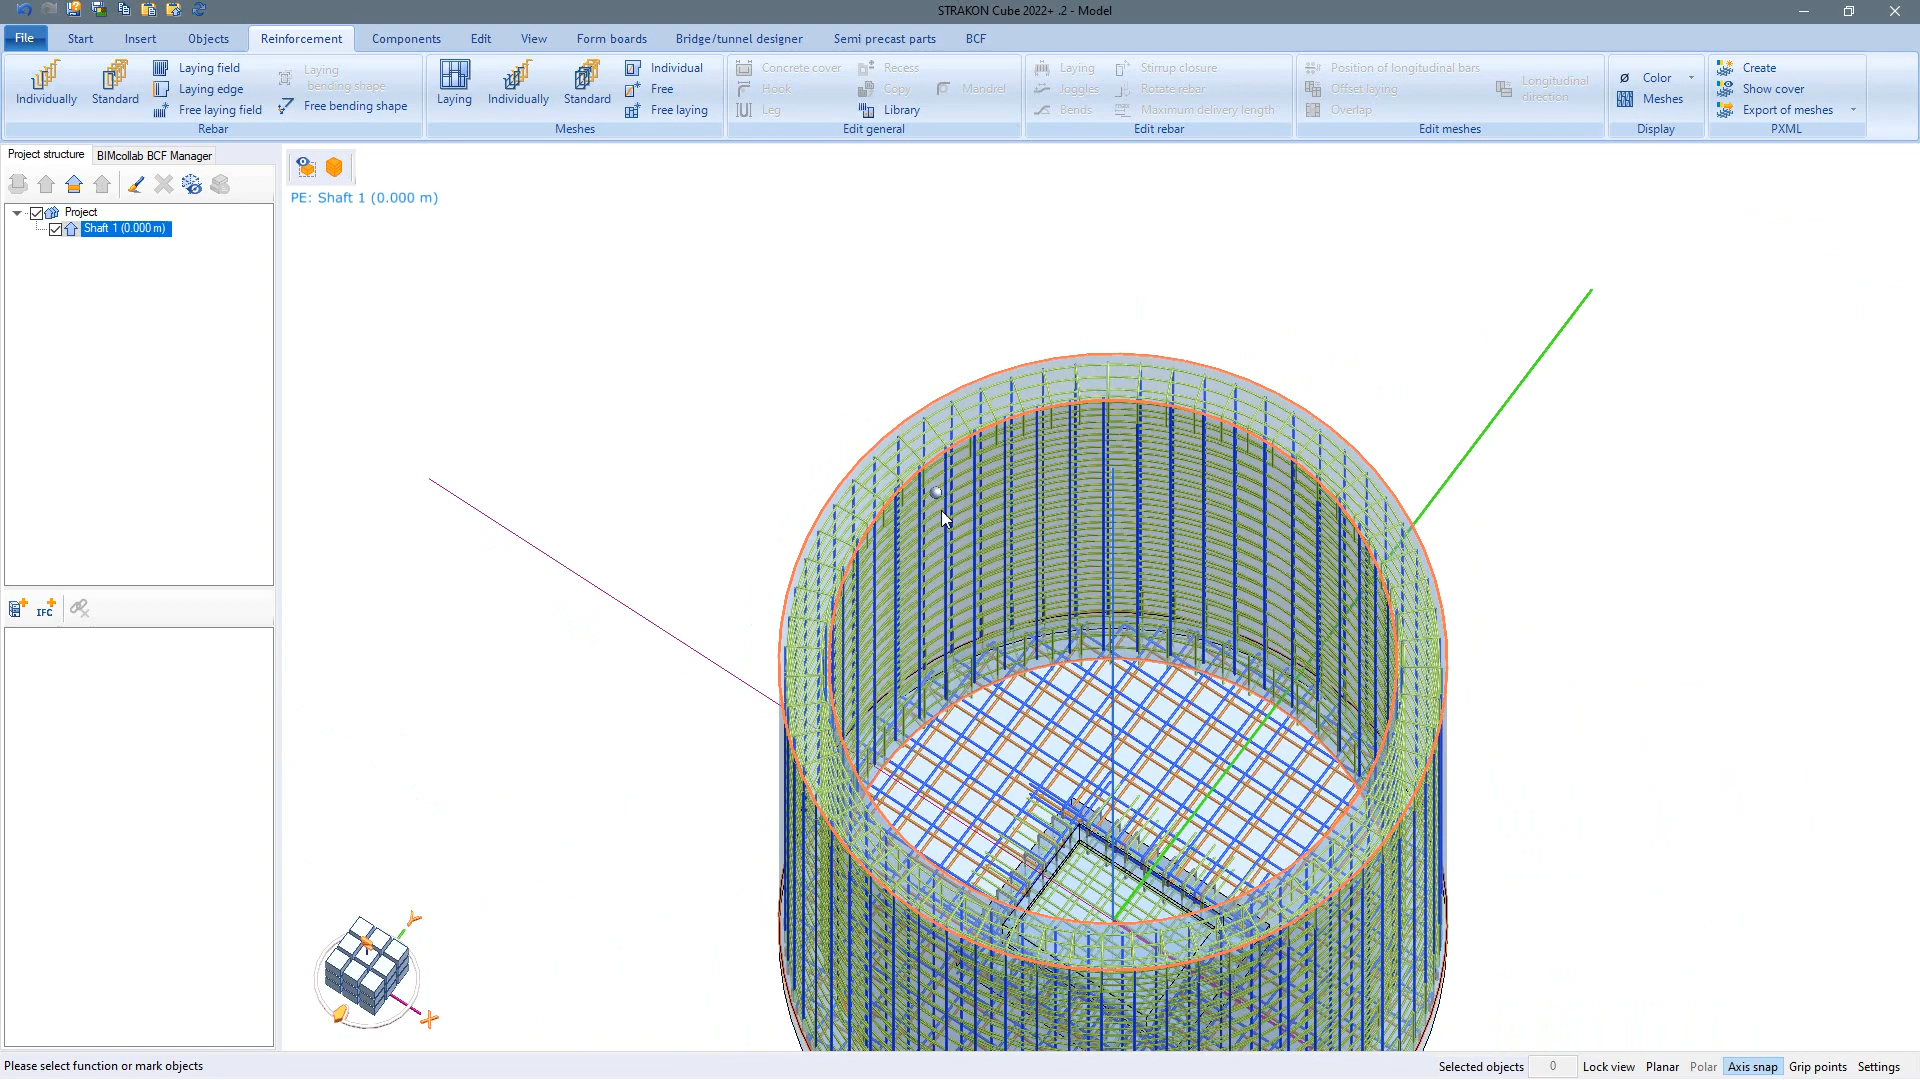 STRAKON Cube 2022+ .2 - Model
File Start Insert Objects Reinforcement Components Edit View Form boards Bridge/tunnel designer Semi precast parts BCF
Individually
Standard
Laying field
Laying edge
Free laying field
Laying
bending shape
Free bending shape
Rebar
Laying
Individually
Standard
Individual
Free
Free laying
Meshes
Concrete cover
Hook
Leg
Recess
Copy
Library
Mandrel
Edit general
Laying
Joggles
Bends
Stirrup closure
Rotate rebar
Maximum delivery length
Edit rebar
Position of longitudinal bars
Offset laying
Overlap
Longitudinal
direction
Edit meshes
Color
Meshes
Display
Create
Show cover
Export of meshes
PXML
Project structure BIMcollab BCF Manager
PE: Shaft 1 (0.000 m)
Project
Shaft 1 (0.000 m)
IFC
Y
X
Please select function or mark objects
Selected objects 0 Lock view Planar Polar Axis snap Grip points Settings